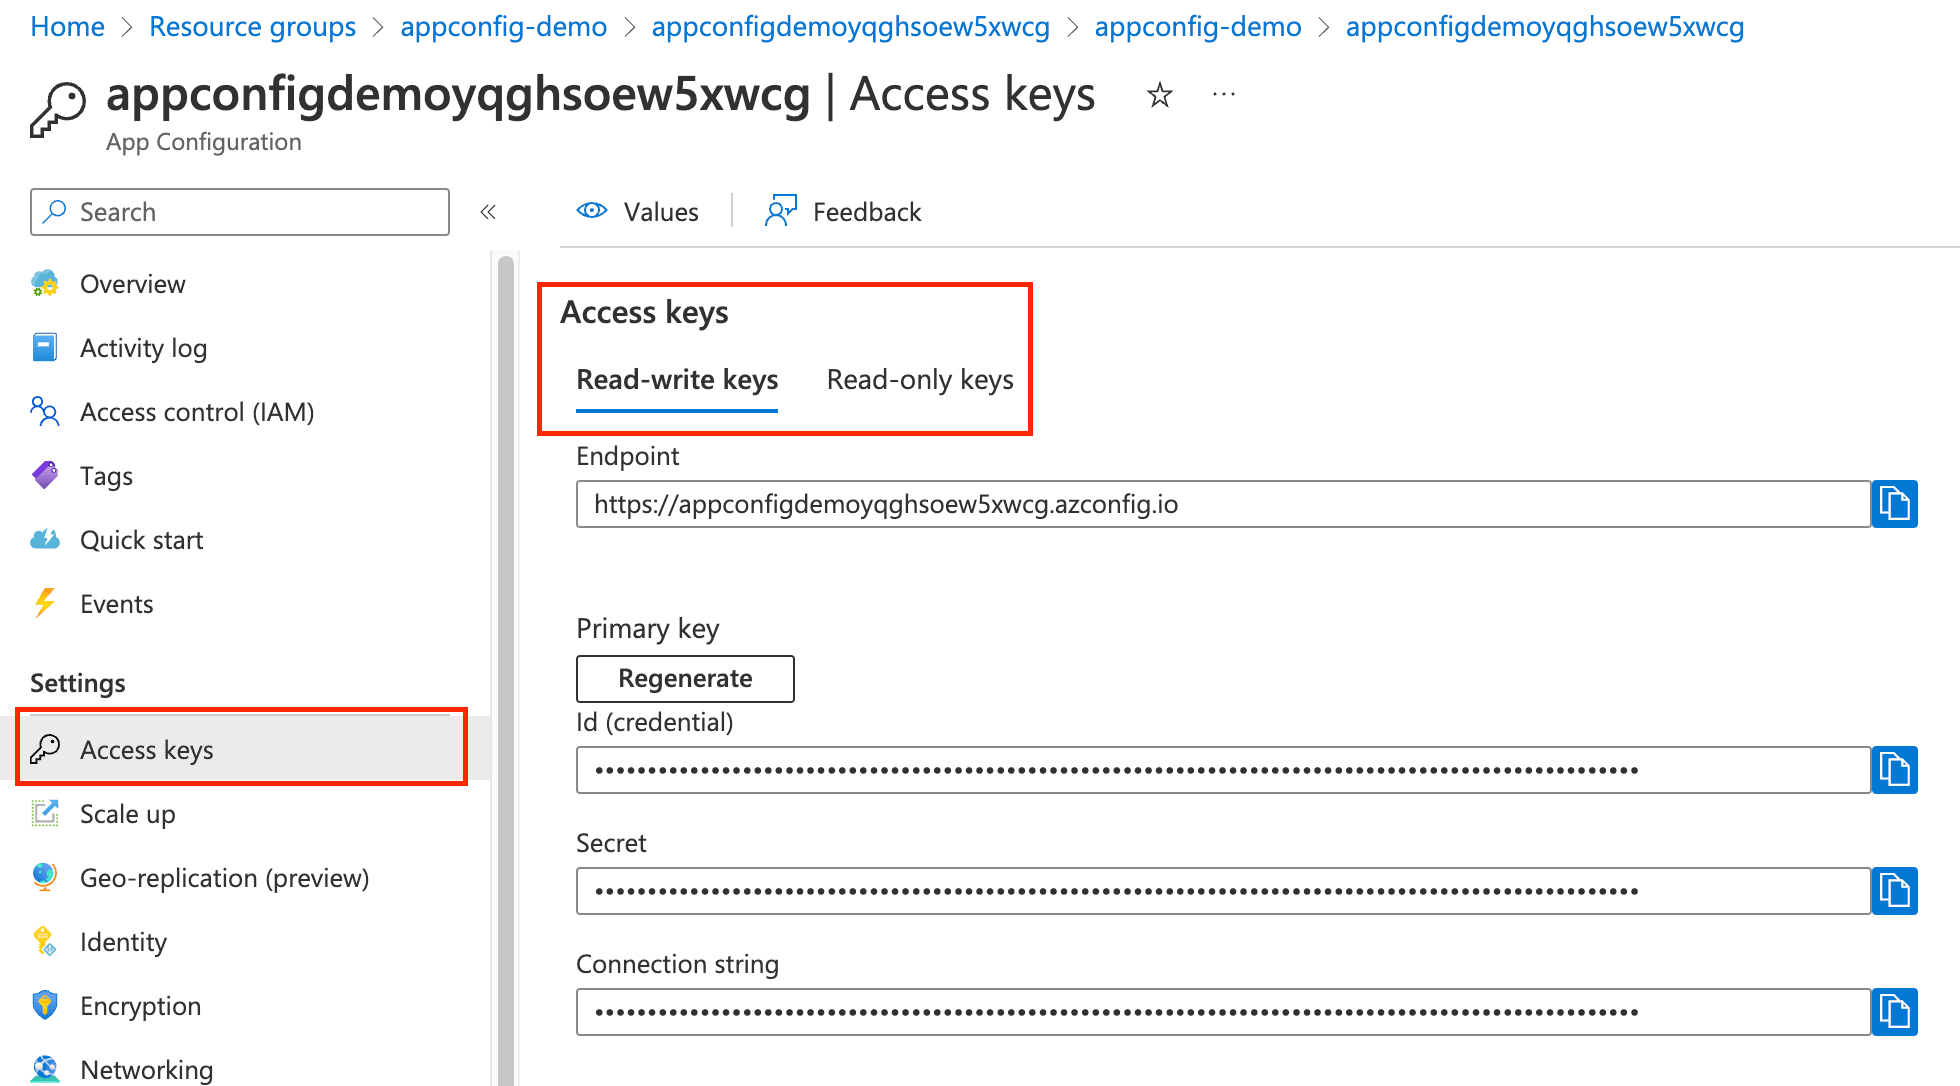 Home > Resource groups > appconfig-demo > appconfigdemoyqghsoew5xwcg > appconfig-demo > appconfigdemoyqghsoew5xwcg
appconfigdemoyqghsoew5xwcg | Access keys ☆ ...
App Configuration
Search «
Values | Feedback
Overview
Activity log
Access control (IAM)
Tags
Quick start
Events
Settings
Access keys
Scale up
Geo-replication (preview)
Identity
Encryption
Networking
Access keys
Read-write keys Read-only keys
Endpoint
https://appconfigdemoyqghsoew5xwcg.azconfig.io
Primary key
Regenerate
Id (credential)
Secret
Connection string